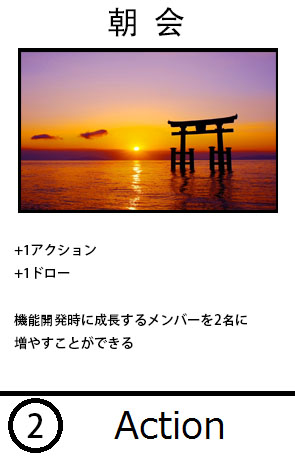 朝 会
+1アクション
+1ドロー
機能開発時に成長するメンバーを2名に
増やすことができる
2 Action